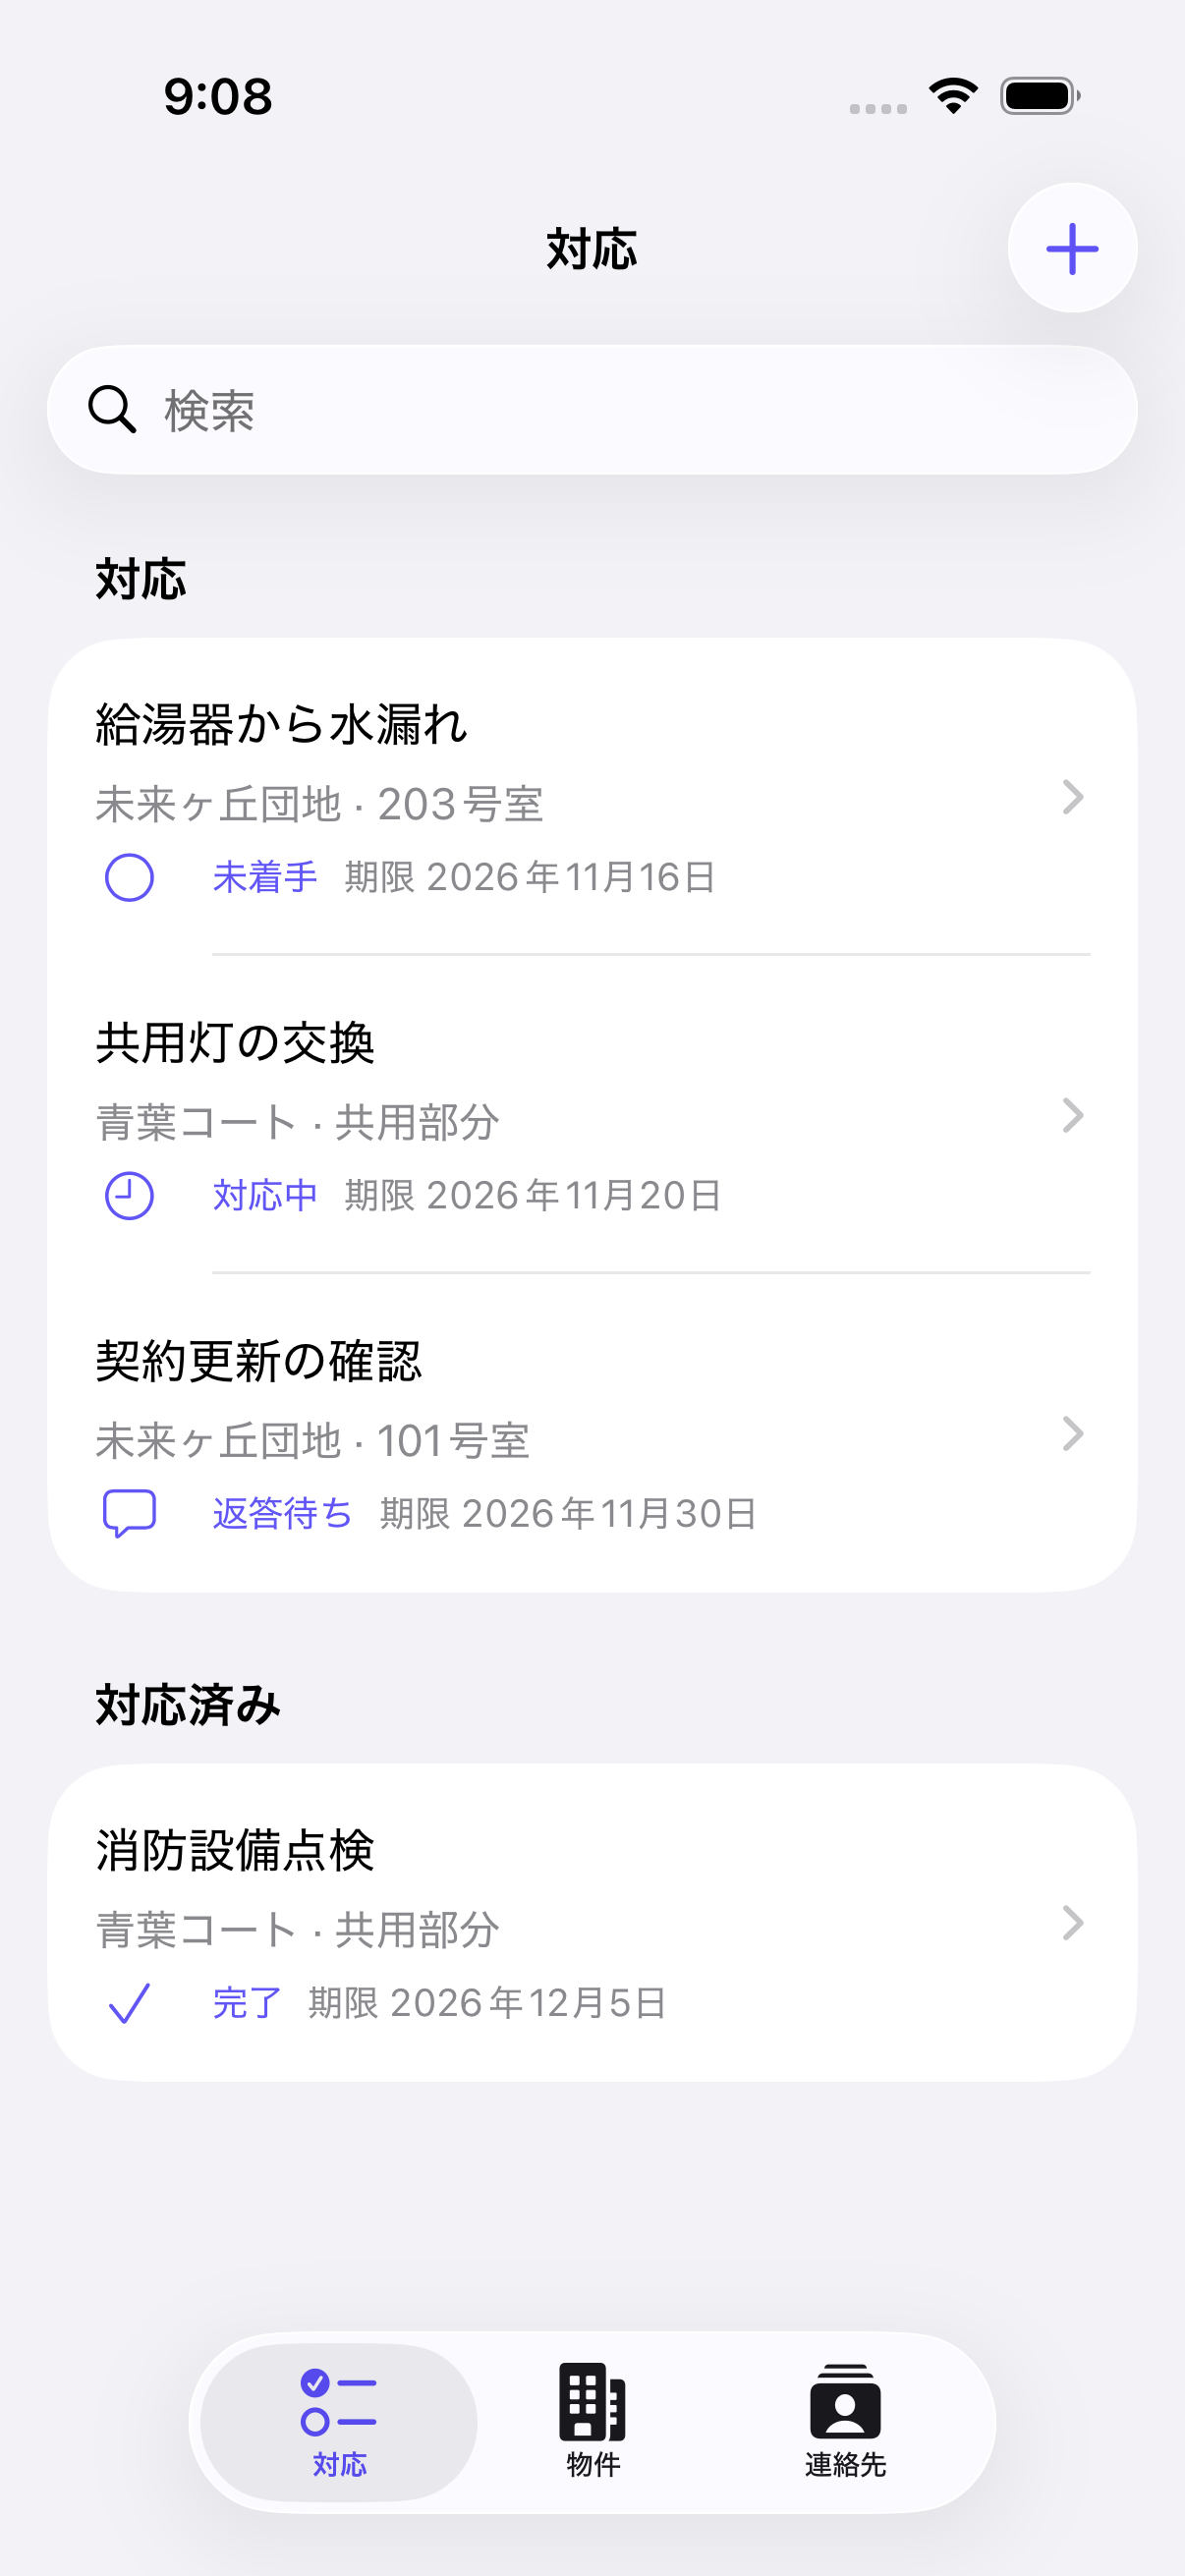 9:08
対応
検索
対応
給湯器から水漏れ
未来ヶ丘団地 · 203号室
未着手 期限 2026年11月16日
共用灯の交換
青葉コート · 共用部分
対応中 期限 2026年11月20日
契約更新の確認
未来ヶ丘団地 · 101号室
返答待ち 期限 2026年11月30日
対応済み
消防設備点検
青葉コート · 共用部分
完了 期限 2026年12月5日
対応 物件 連絡先